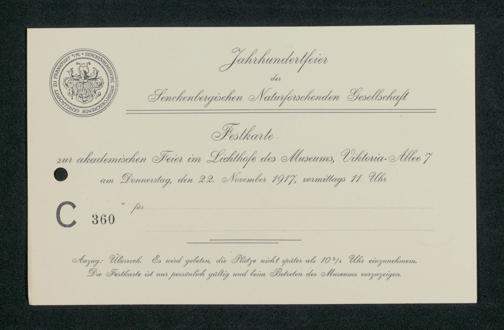 Jahrhundertfeier
der
Senckenbergischen Naturforschenden Gesellschaft
Festkarte
zur akademischen Feier im Lichthofe des Museums, Viktoria-Allee 7
am Donnerstag, den 22. November 1917, vormittags 11 Uhr
C 360 für
Anzug: Überrock. Es wird gebeten, die Plätze nicht später als 10¾ Uhr einzunehmen.
Die Festkarte ist nur persönlich gültig und beim Betreten des Museums vorzuzeigen.